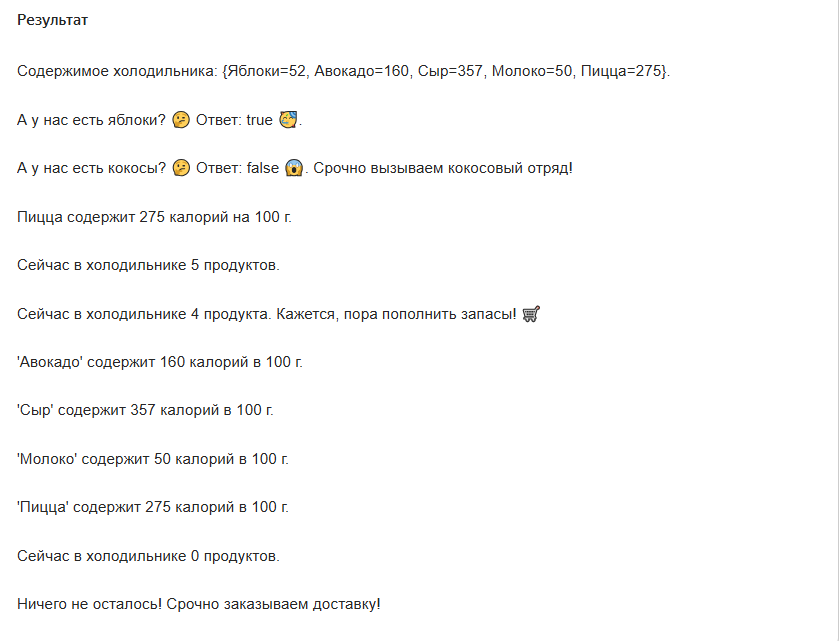 Результат
Содержимое холодильника: {Яблоки=52, Авокадо=160, Сыр=357, Молоко=50, Пицца=275}.
А у нас есть яблоки? 🤔 Ответ: true 🥳.
А у нас есть кокосы? 🤔 Ответ: false 😱. Срочно вызываем кокосовый отряд!
Пицца содержит 275 калорий на 100 г.
Сейчас в холодильнике 5 продуктов.
Сейчас в холодильнике 4 продукта. Кажется, пора пополнить запасы! 🛒
'Авокадо' содержит 160 калорий в 100 г.
'Сыр' содержит 357 калорий в 100 г.
'Молоко' содержит 50 калорий в 100 г.
'Пицца' содержит 275 калорий в 100 г.
Сейчас в холодильнике 0 продуктов.
Ничего не осталось! Срочно заказываем доставку!